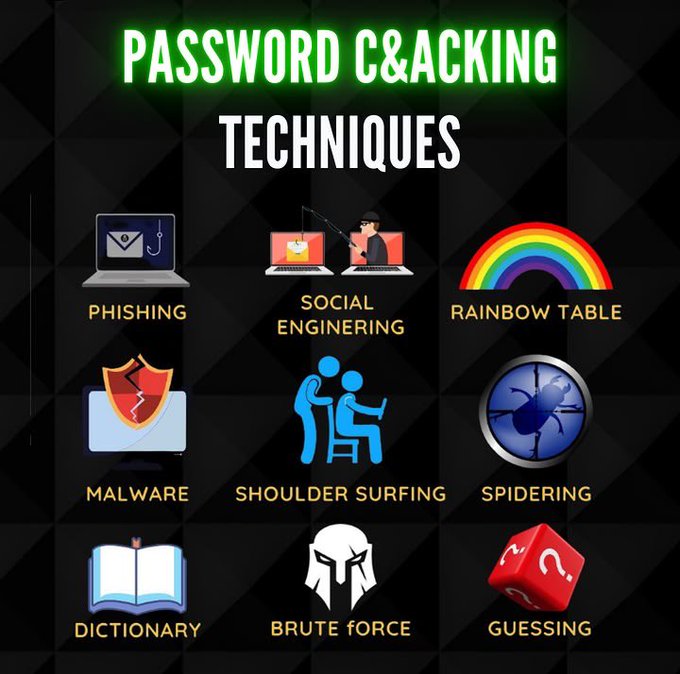 PASSWORD C&ACKING
TECHNIQUES
PHISHING
SOCIAL
ENGINERING
RAINBOW TABLE
MALWARE
SHOULDER SURFING
SPIDERING
DICTIONARY
BRUTE fORCE
GUESSING